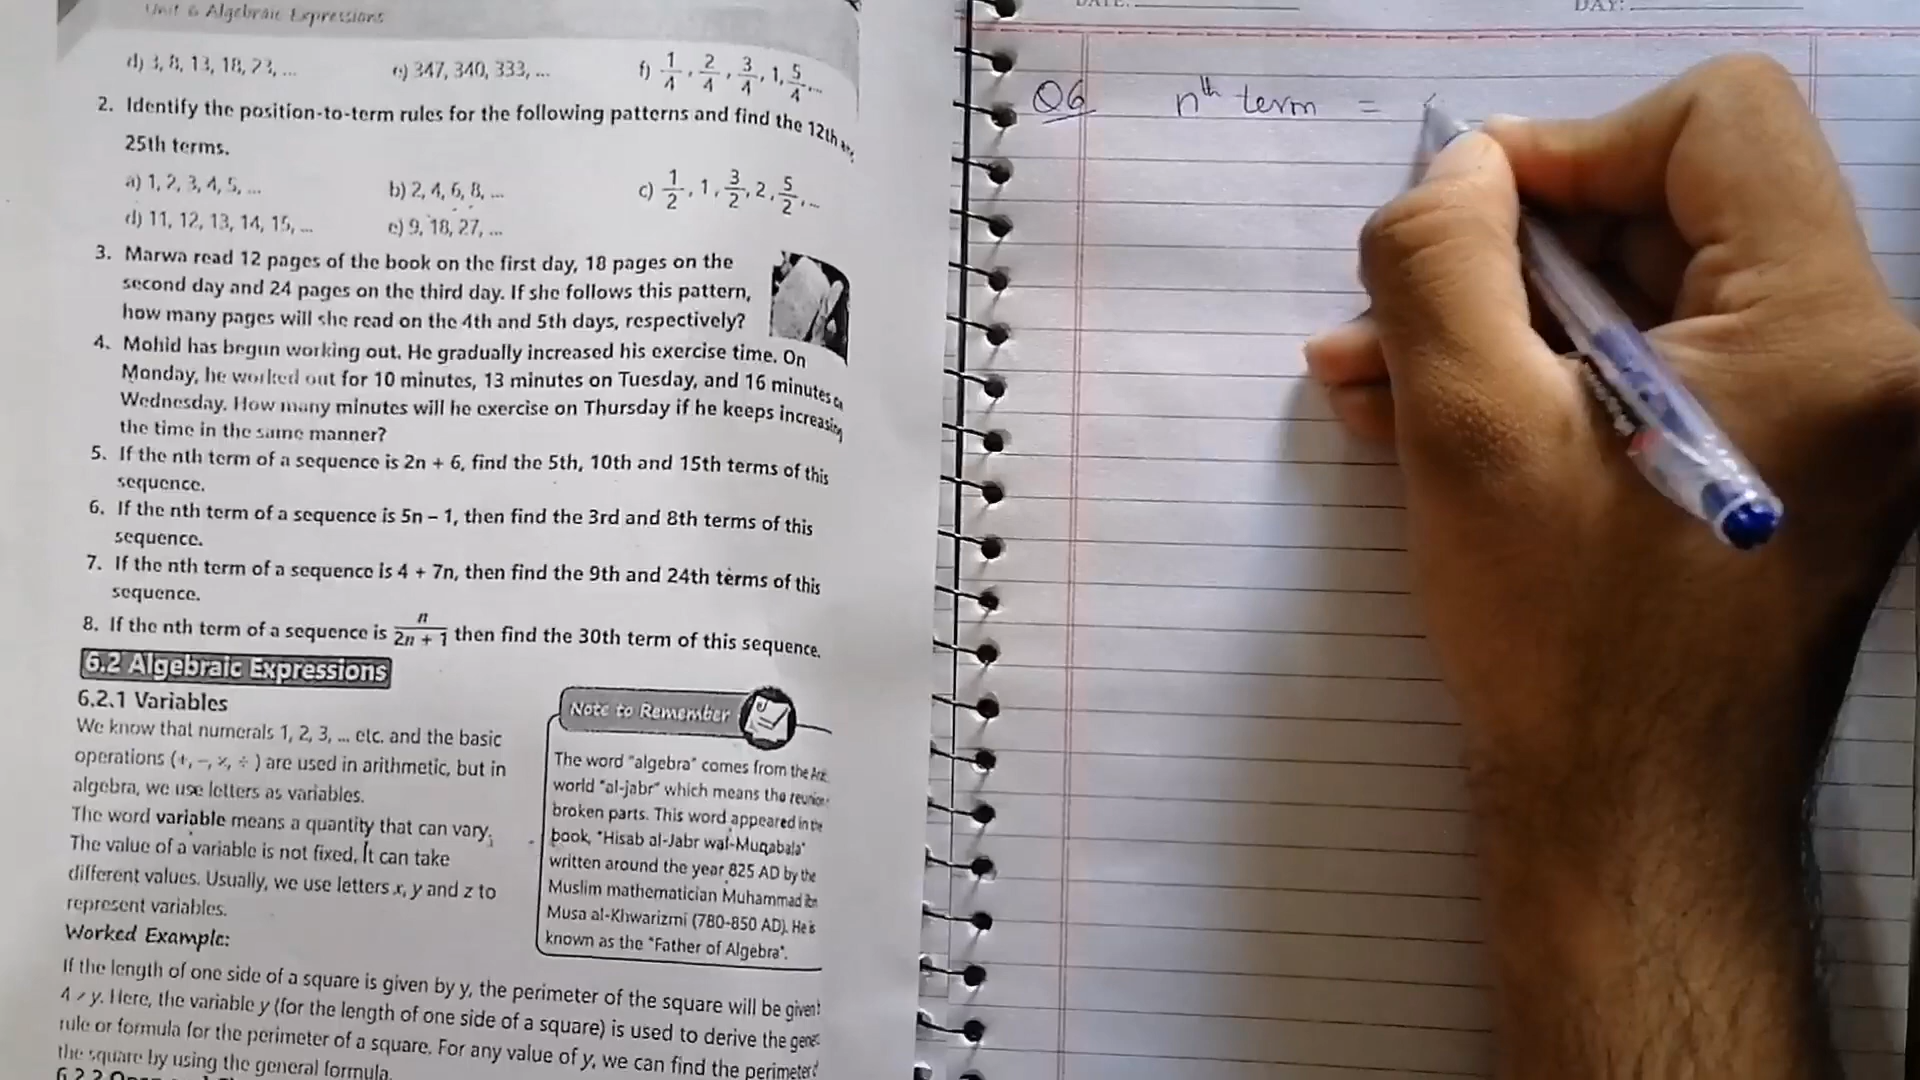 Unit 6 Algebraic Expressions
d) 3, 8, 13, 18, 23, ... e) 347, 340, 333, ... f) 1/4, 2/4, 3/4, 1, 5/4, ...
2. Identify the position-to-term rules for the following patterns and find the 12th
25th terms.
a) 1, 2, 3, 4, 5, ... b) 2, 4, 6, 8, ... c) 1/2, 1, 3/2, 2, 5/2, ...
d) 11, 12, 13, 14, 15, ... e) 9, 18, 27, ...
3. Marwa read 12 pages of the book on the first day, 18 pages on the
second day and 24 pages on the third day. If she follows this pattern,
how many pages will she read on the 4th and 5th days, respectively?
4. Mohid has begun working out. He gradually increased his exercise time. On
Monday, he worked out for 10 minutes, 13 minutes on Tuesday, and 16 minutes
Wednesday. How many minutes will he exercise on Thursday if he keeps increasing
the time in the same manner?
5. If the nth term of a sequence is 2n + 6, find the 5th, 10th and 15th terms of this
sequence.
6. If the nth term of a sequence is 5n – 1, then find the 3rd and 8th terms of this
sequence.
7. If the nth term of a sequence is 4 + 7n, then find the 9th and 24th terms of this
sequence.
8. If the nth term of a sequence is n/(2n + 1) then find the 30th term of this sequence.
6.2 Algebraic Expressions
6.2.1 Variables
We know that numerals 1, 2, 3, ... etc. and the basic
operations (+, –, ×, ÷ ) are used in arithmetic, but in
algebra, we use letters as variables.
The word variable means a quantity that can vary.
The value of a variable is not fixed. It can take
different values. Usually, we use letters x, y and z to
represent variables.
Note to Remember
The word "algebra" comes from the
world "al-jabr" which means the reunion
broken parts. This word appeared in the
book, "Hisab al-Jabr wal-Muqabala"
written around the year 825 AD by the
Muslim mathematician Muhammad ibn
Musa al-Khwarizmi (780-850 AD). He is
known as the "Father of Algebra".
Worked Example:
If the length of one side of a square is given by y, the perimeter of the square will be given
4 × y. Here, the variable y (for the length of one side of a square) is used to derive the
rule or formula for the perimeter of a square. For any value of y, we can find the perimeter
the square by using the general formula.
DATE: DAY:
Q6 nth term =